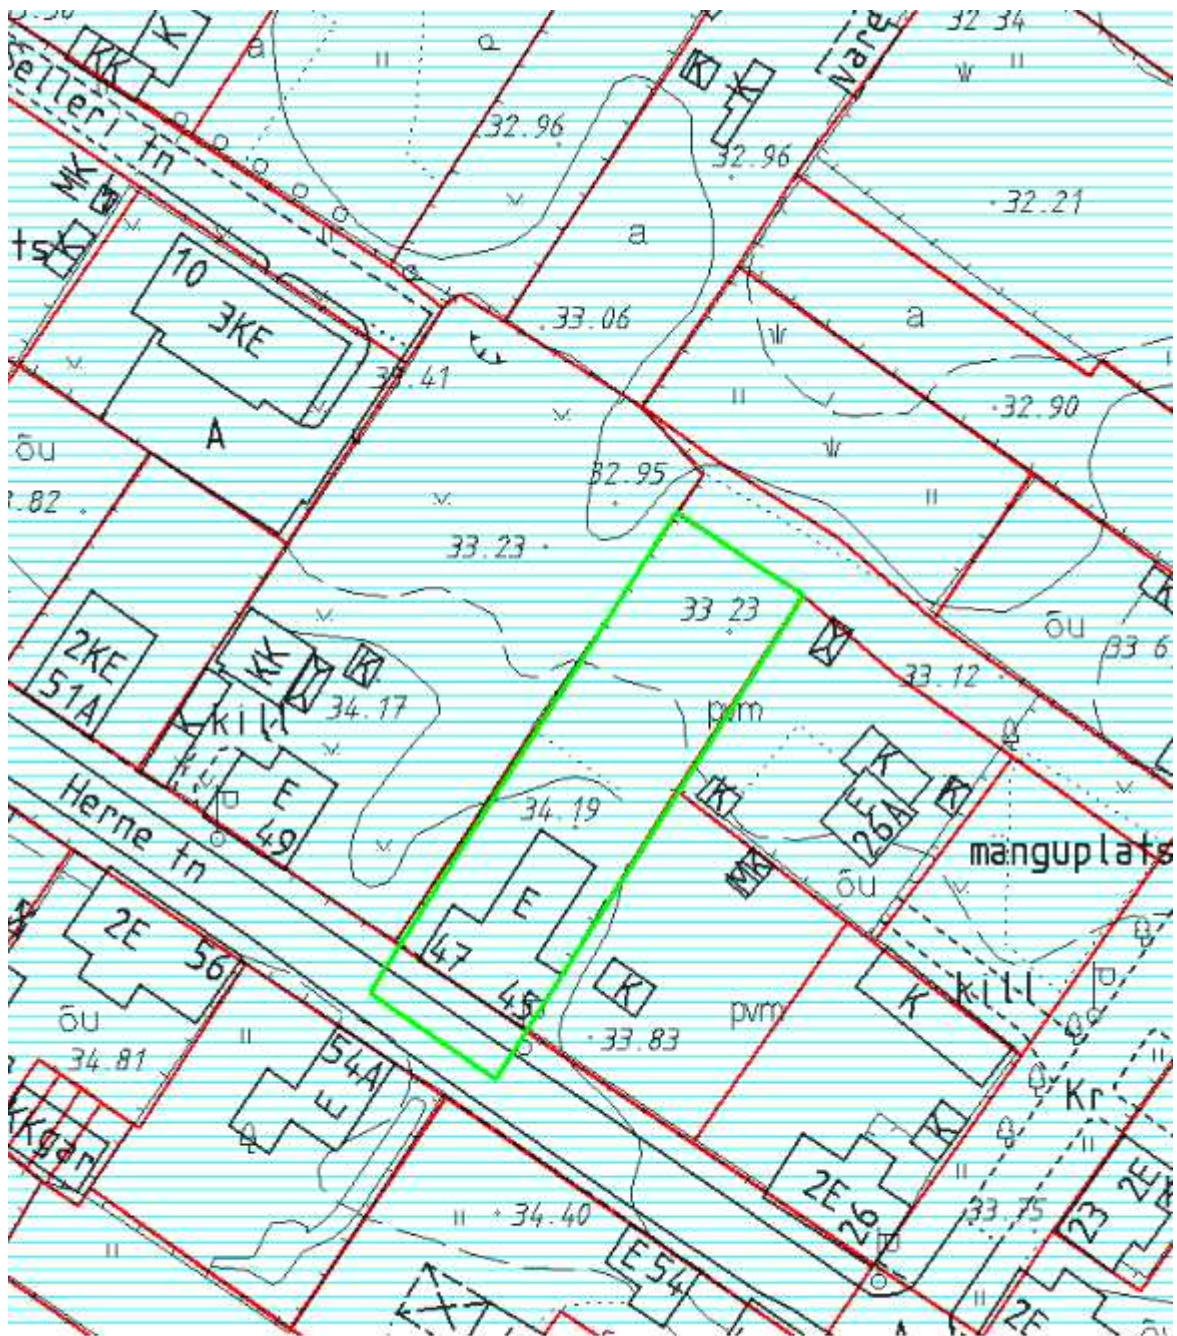 K
KK
a
32 34
Selleri tn
K
K
32.96
32.96
MK
32.21
ts
K
10
3KE
a
33.06
a
32.90
A
õu
32.95
33.23
33 23
õu
33 6
K
2KE
51A
KK
K
34.17
kill
K
33.12
pvm
E
49
Herne tn
34.19
K
K
E
26A
K
mänguplats
MK
õu
2E
56
E
47
45
K
K
kill
õu
34.81
54A
E
33.83
pvm
Kr
KKgar
K
2E
26
33.75
2E
23
34.40
E 54
2E
A